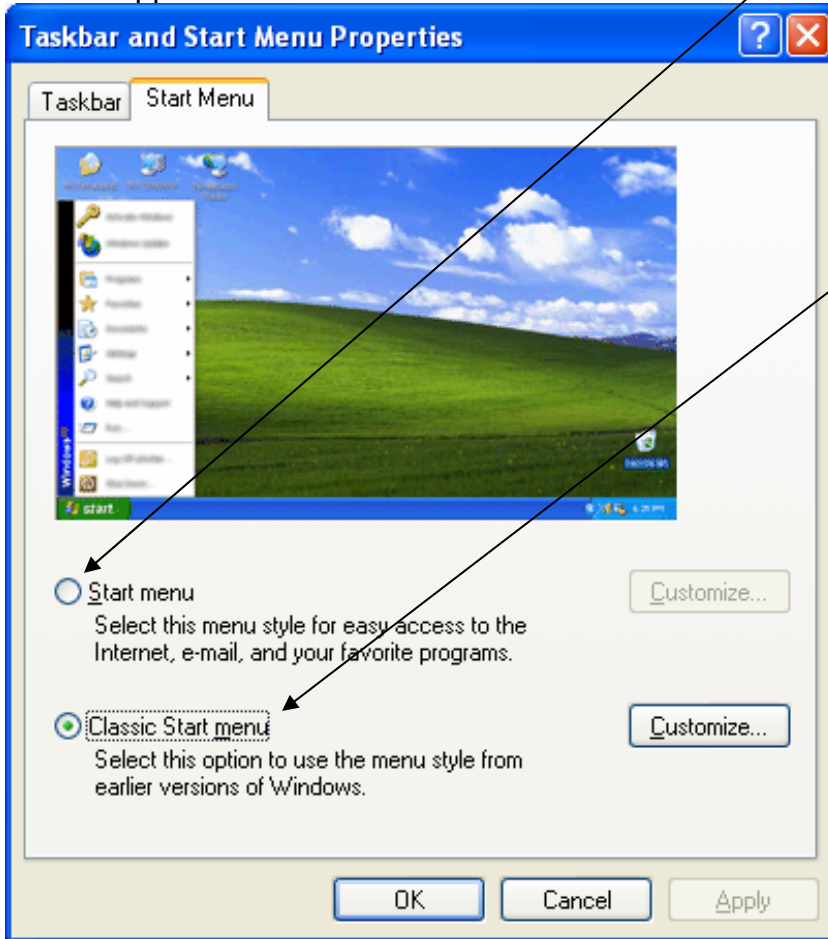 Taskbar and Start Menu Properties
Taskbar Start Menu
Windows
start
Start menu Customize...
Select this menu style for easy access to the
Internet, e-mail, and your favorite programs.
Classic Start menu Customize...
Select this option to use the menu style from
earlier versions of Windows.
OK Cancel Apply